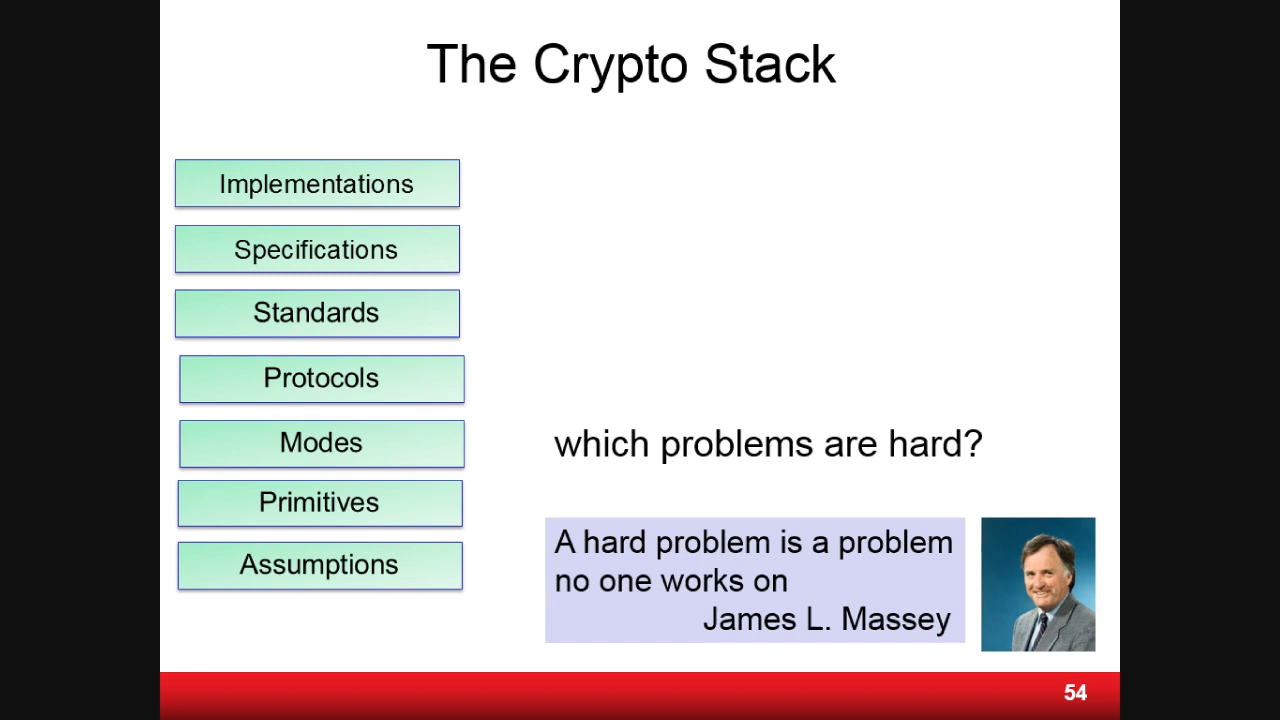 The Crypto Stack
Implementations
Specifications
Standards
Protocols
Modes
Primitives
Assumptions
which problems are hard?
A hard problem is a problem
no one works on
James L. Massey
54